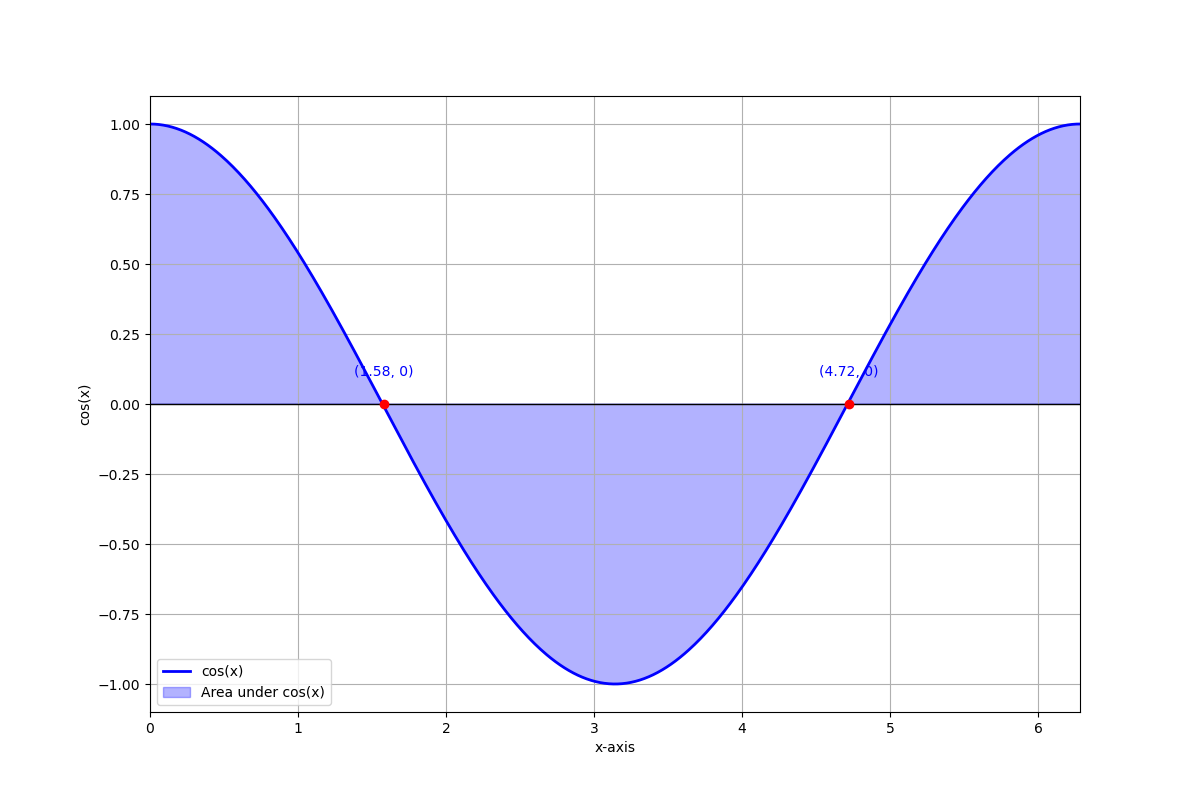 1.00
0.75
0.50
0.25
(1.58, 0)
(4.72, 0)
0.00
cos(x)
−0.25
−0.50
−0.75
−1.00
cos(x)
Area under cos(x)
0 1 2 3 4 5 6
x-axis